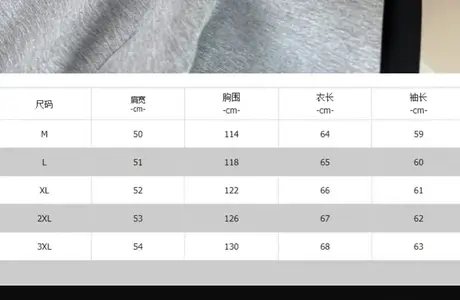 尺码 肩宽 胸围 衣长 袖长
-cm- -cm- -cm- -cm-
M 50 114 64 59
L 51 118 65 60
XL 52 122 66 61
2XL 53 126 67 62
3XL 54 130 68 63